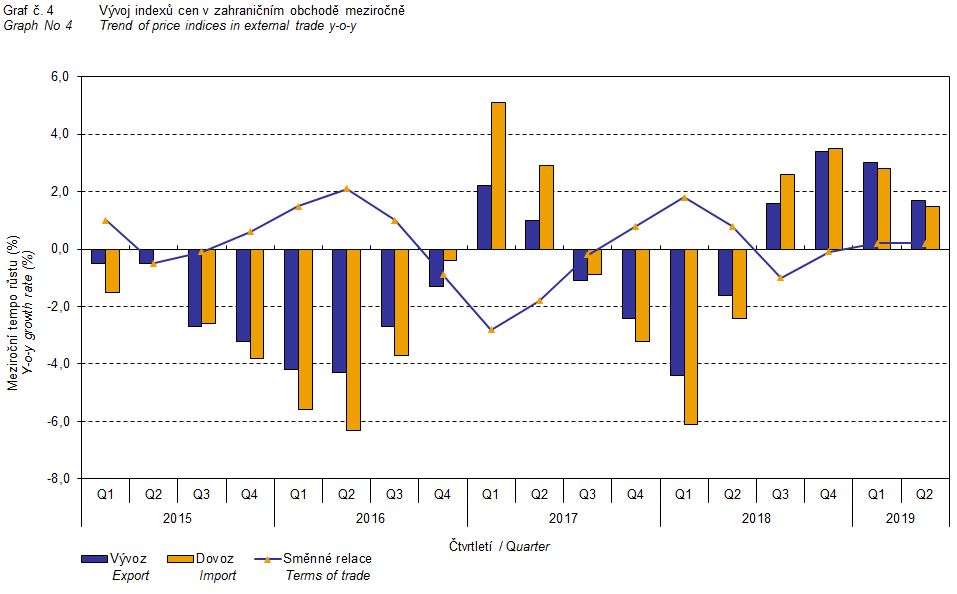 Graf č. 4 Vývoj indexů cen v zahraničním obchodě meziročně
Graph No 4 Trend of price indices in external trade y-o-y
6,0
4,0
2,0
0,0
-2,0
-4,0
-6,0
-8,0
Meziroční tempo růstu (%)
Y-o-y growth rate (%)
Q1 Q2 Q3 Q4 Q1 Q2 Q3 Q4 Q1 Q2 Q3 Q4 Q1 Q2 Q3 Q4 Q1 Q2
2015 2016 2017 2018 2019
Čtvrtletí / Quarter
Vývoz Dovoz Směnné relace
Export Import Terms of trade